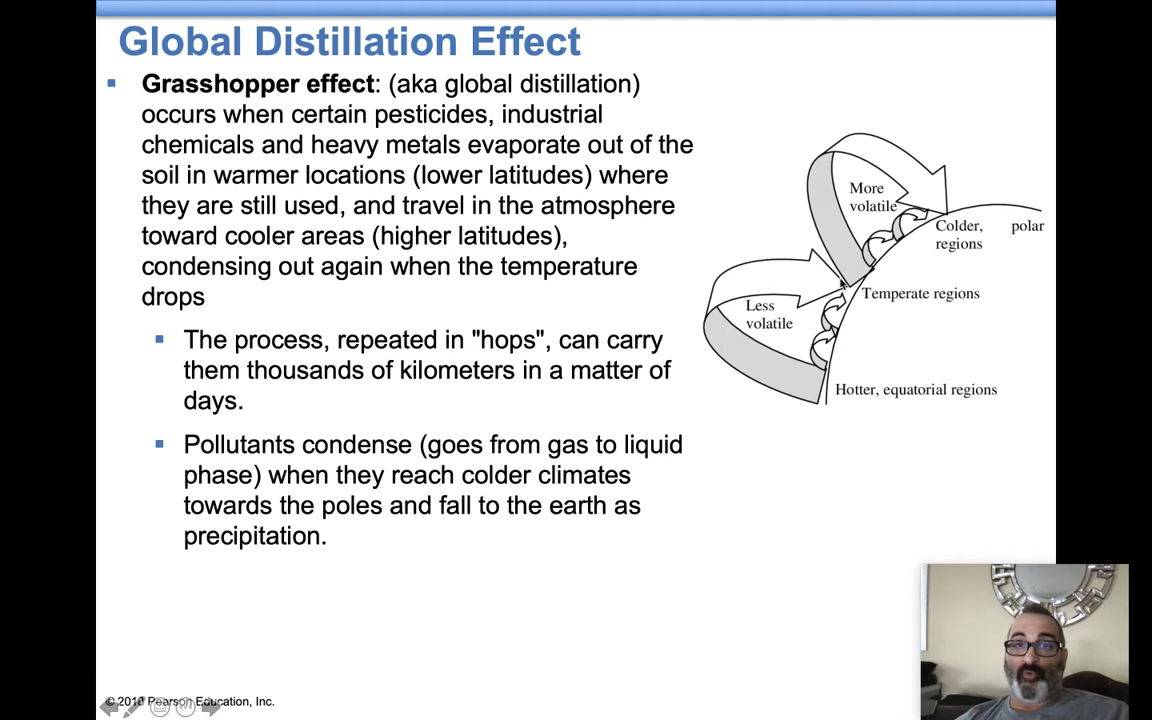 Global Distillation Effect
Grasshopper effect: (aka global distillation)
occurs when certain pesticides, industrial
chemicals and heavy metals evaporate out of the
soil in warmer locations (lower latitudes) where
they are still used, and travel in the atmosphere
toward cooler areas (higher latitudes),
condensing out again when the temperature
drops
The process, repeated in "hops", can carry
them thousands of kilometers in a matter of
days.
Pollutants condense (goes from gas to liquid
phase) when they reach colder climates
towards the poles and fall to the earth as
precipitation.
More
volatile
Colder, polar
regions
Temperate regions
Less
volatile
Hotter, equatorial regions
© 2018 Pearson Education, Inc.